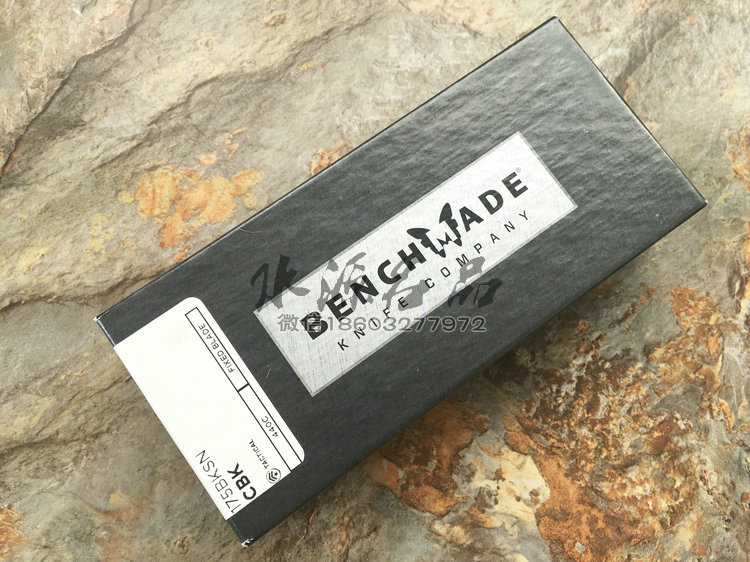 BENCHMADE®
KNIFE COMPANY
微信18603277972
175BKSN
CBK
TACTICAL
440C
FIXED BLADE